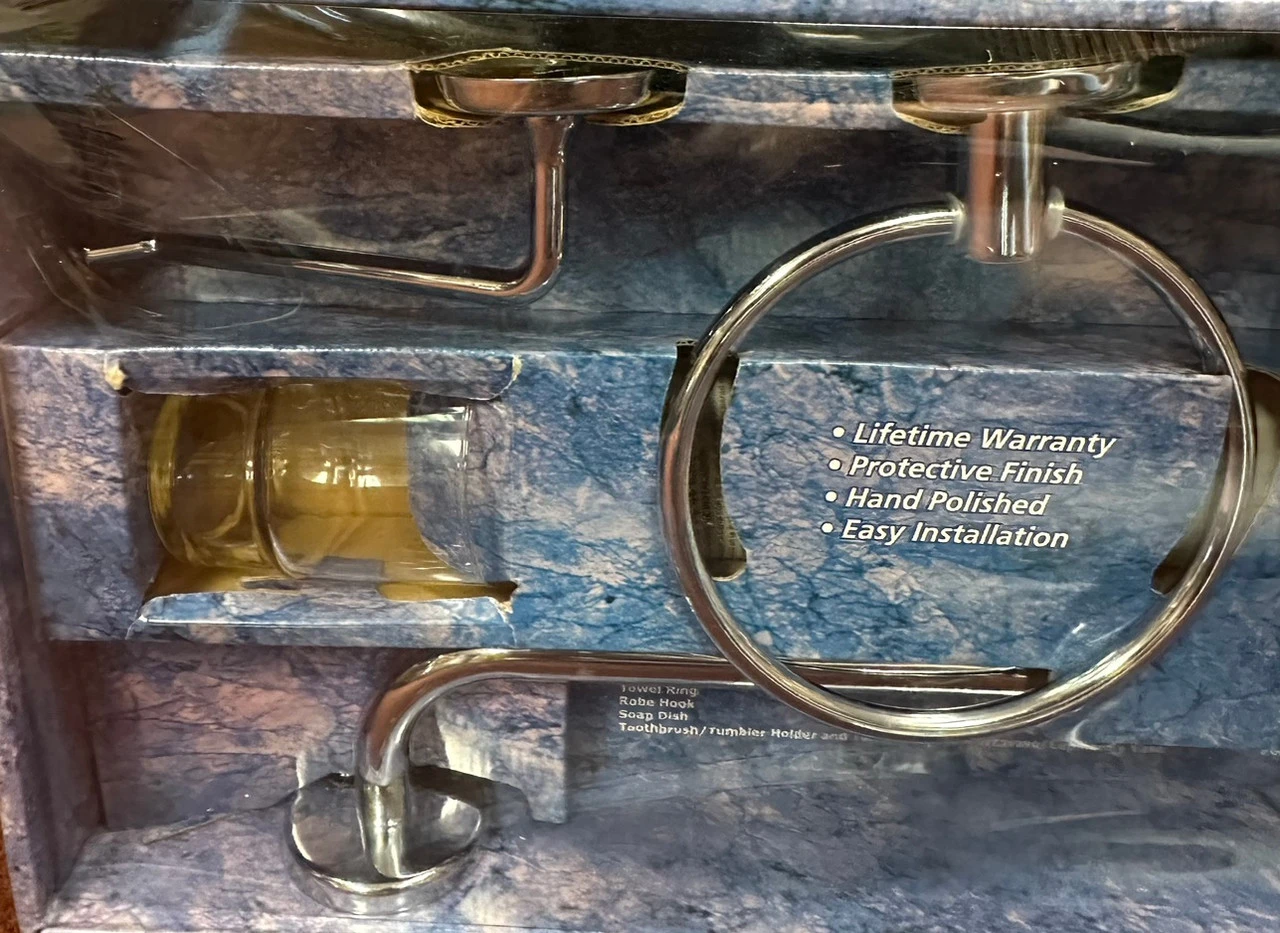 • Lifetime Warranty
• Protective Finish
• Hand Polished
• Easy Installation
Towel Ring
Robe Hook
Soap Dish
Toothbrush/Tumbler Holder and